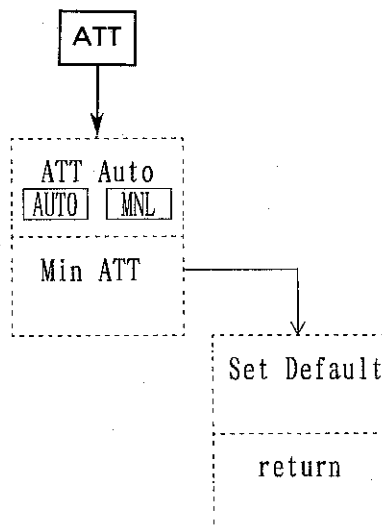 ATT
ATT Auto
AUTO MNL
Min ATT
Set Default
return